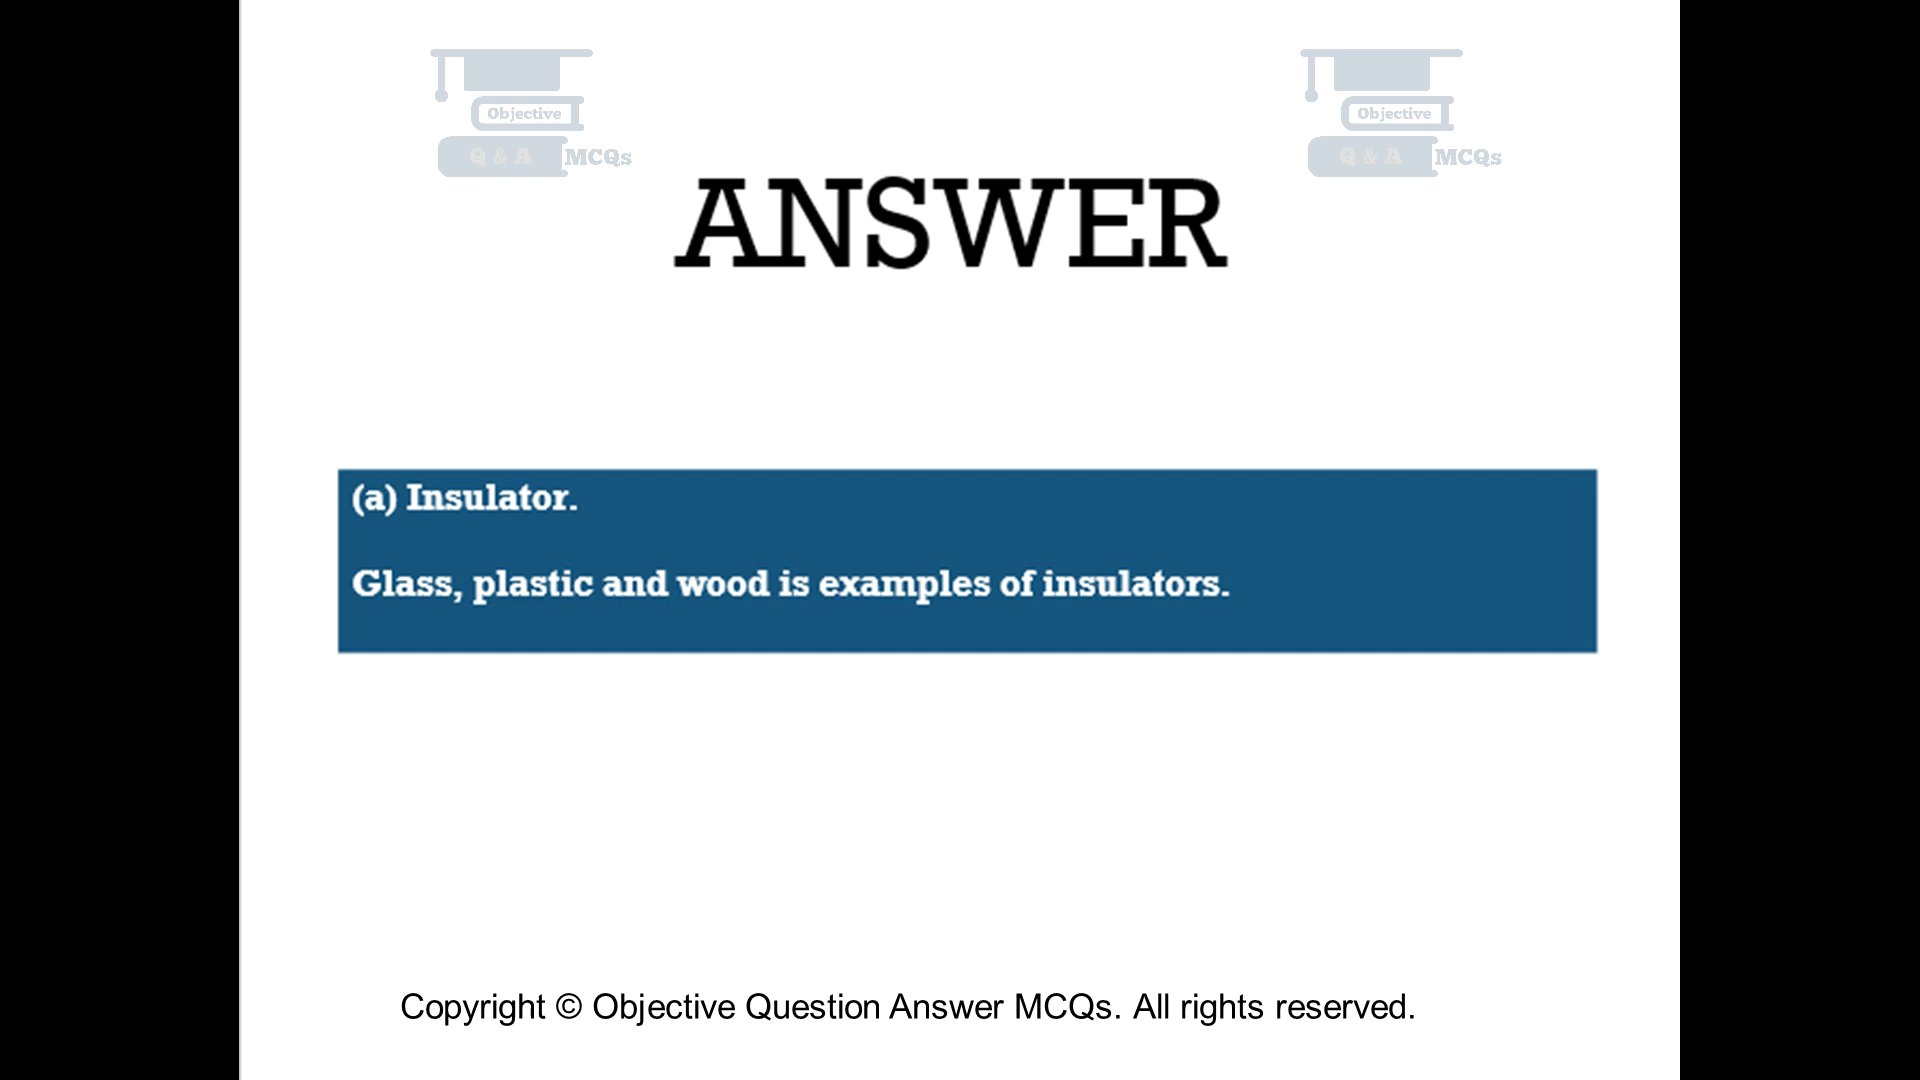 Objective
Q & A MCQs
Objective
Q & A MCQs
ANSWER
(a) Insulator.
Glass, plastic and wood is examples of insulators.
Copyright © Objective Question Answer MCQs. All rights reserved.